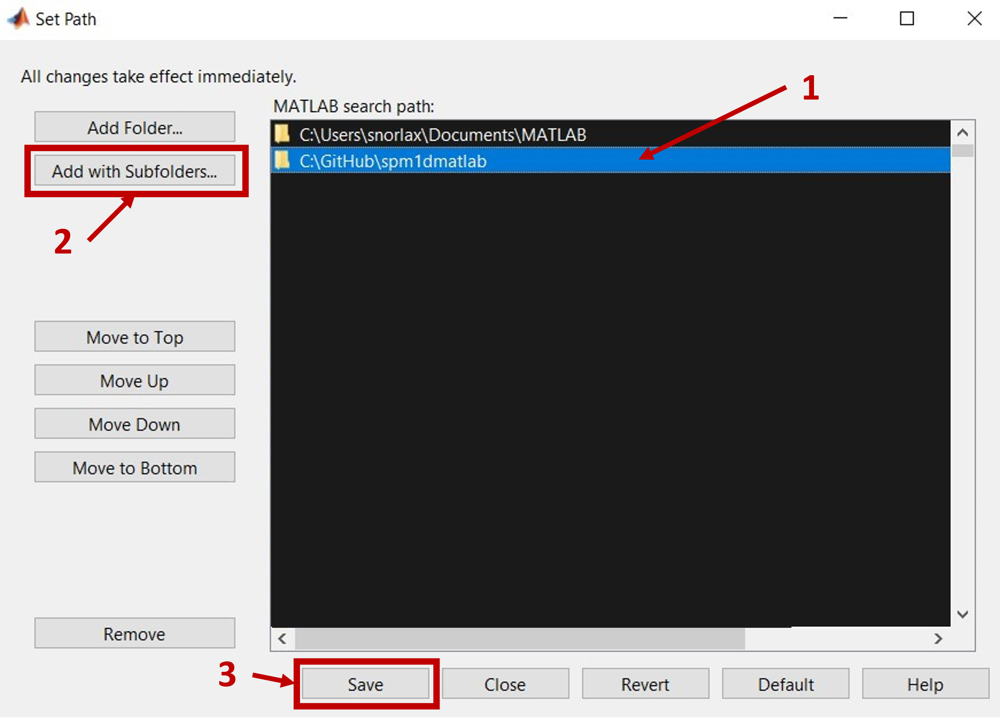 Set Path
All changes take effect immediately.
1
MATLAB search path:
Add Folder...
C:\Users\snorlax\Documents\MATLAB
Add with Subfolders...
C:\GitHub\spm1dmatlab
2
Move to Top
Move Up
Move Down
Move to Bottom
Remove
3
Save
Close
Revert
Default
Help